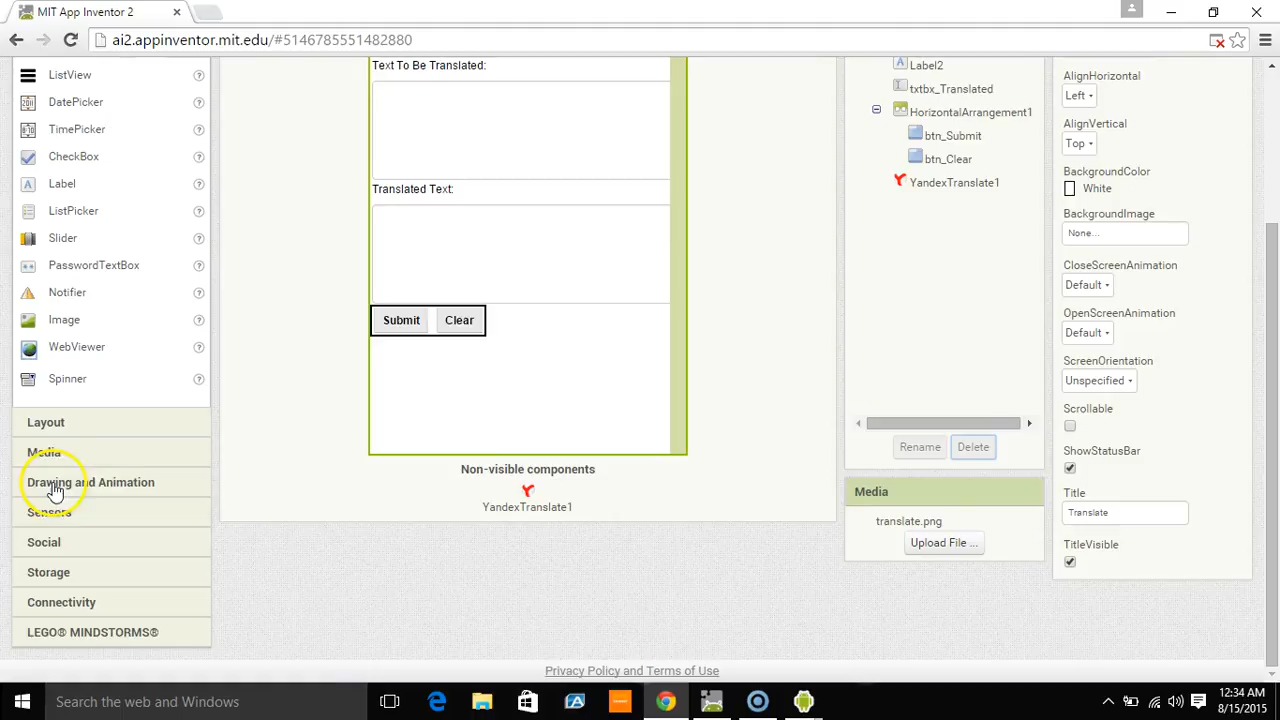 MIT App Inventor 2
ai2.appinventor.mit.edu/#5146785551482880
ListView
DatePicker
TimePicker
CheckBox
Label
ListPicker
Slider
PasswordTextBox
Notifier
Image
WebViewer
Spinner
Layout
Media
Drawing and Animation
Sensors
Social
Storage
Connectivity
LEGO® MINDSTORMS®
Text To Be Translated:
Translated Text:
Submit Clear
Non-visible components
YandexTranslate1
Label2
txtbx_Translated
HorizontalArrangement1
btn_Submit
btn_Clear
YandexTranslate1
Rename Delete
Media
translate.png
Upload File ...
AlignHorizontal
Left
AlignVertical
Top
BackgroundColor
White
BackgroundImage
None...
CloseScreenAnimation
Default
OpenScreenAnimation
Default
ScreenOrientation
Unspecified
Scrollable
ShowStatusBar
Title
Translate
TitleVisible
Privacy Policy and Terms of Use
Search the web and Windows
12:34 AM
8/15/2015